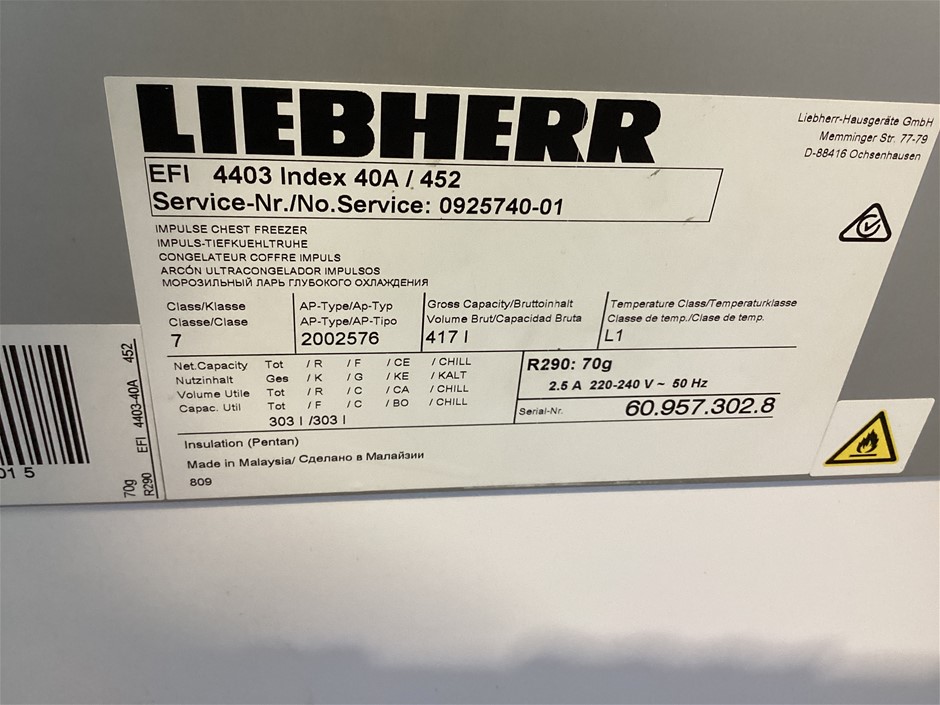 LIEBHERR
Liebherr-Hausgeräte GmbH
Memminger Str. 77-79
D-88416 Ochsenhausen
EFI 4403 Index 40A / 452
Service-Nr./No.Service: 0925740-01
IMPULSE CHEST FREEZER
IMPULS-TIEFKUEHLTRUHE
CONGELATEUR COFFRE IMPULS
ARCÓN ULTRACONGELADOR IMPULSOS
МОРОЗИЛЬНЫЙ ЛАРЬ ГЛУБОКОГО ОХЛАЖДЕНИЯ
Class/Klasse
Classe/Clase
7
AP-Type/Ap-Typ
AP-Type/AP-Tipo
2002576
Gross Capacity/Bruttoinhalt
Volume Brut/Capacidad Bruta
417 l
Temperature Class/Temperaturklasse
Classe de temp./Clase de temp.
L1
Net.Capacity Tot / R / F / CE / CHILL
Nutzinhalt Ges / K / G / KE / KALT
Volume Utile Tot / R / C / CA / CHILL
Capac. Util Tot / F / C / BO / CHILL
303 l /303 l
R290: 70g
2.5 A 220-240 V ~ 50 Hz
Serial-Nr. 60.957.302.8
Insulation (Pentan)
Made in Malaysia/ Сделано в Малайзии
809
01 5
70g
R290 EFI 4403-40A 452